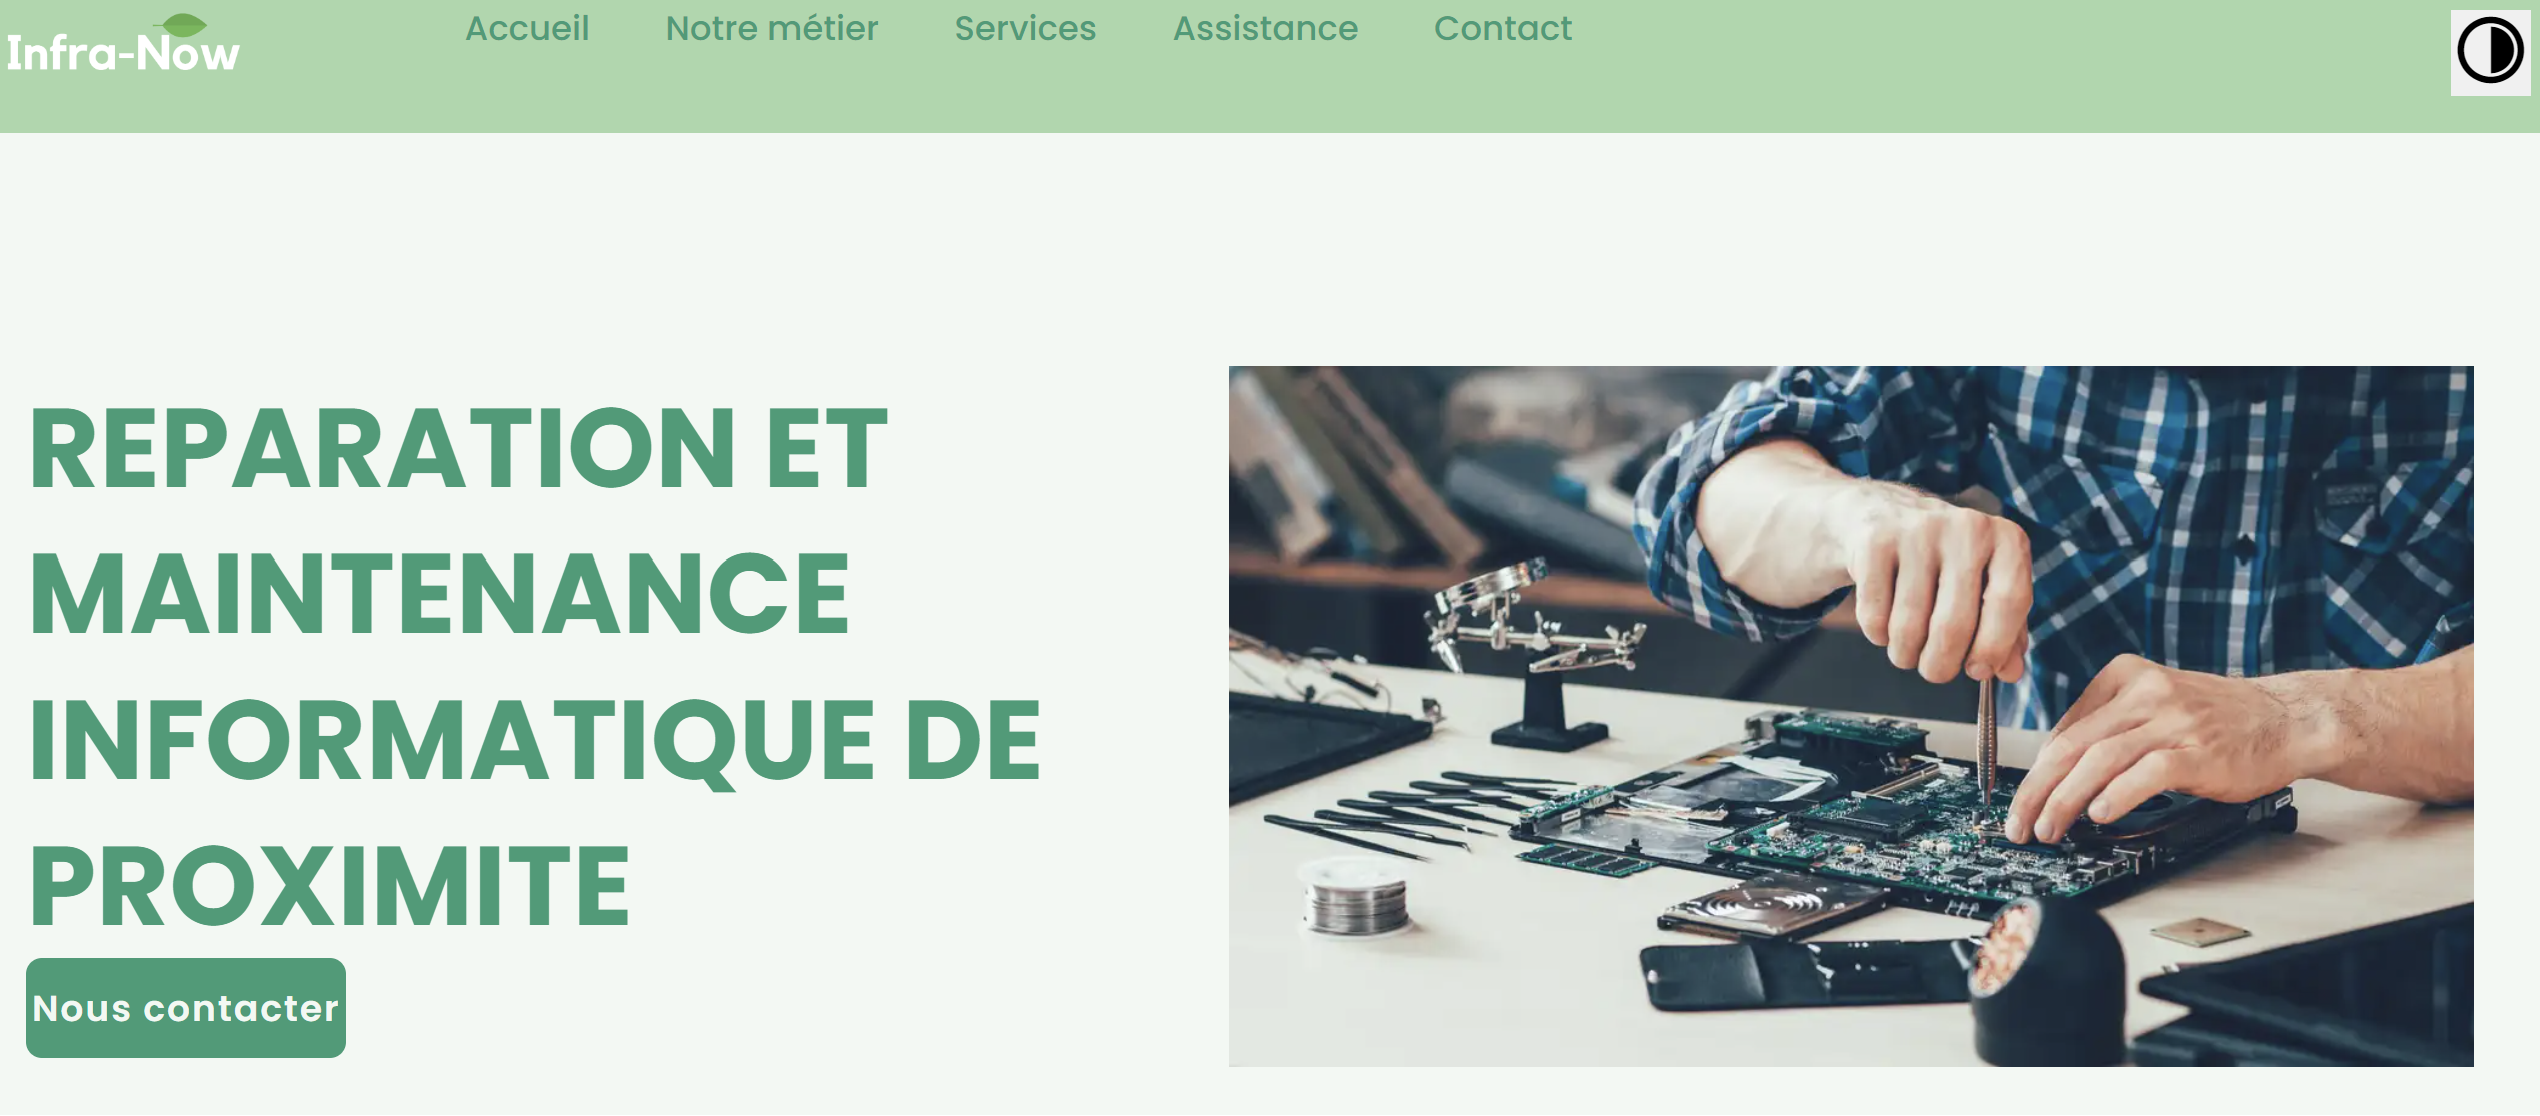 Infra-Now
Accueil Notre métier Services Assistance Contact
REPARATION ET
MAINTENANCE
INFORMATIQUE DE
PROXIMITE
Nous contacter